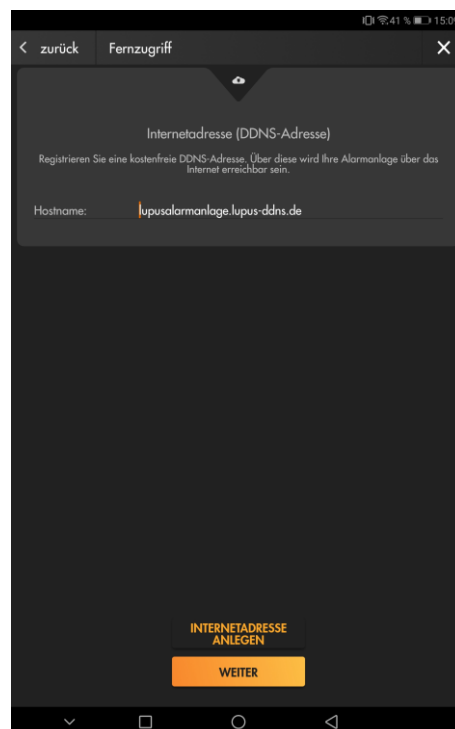 41 % 15:09
zurück Fernzugriff
Internetadresse (DDNS-Adresse)
Registrieren Sie eine kostenfreie DDNS-Adresse. Über diese wird Ihre Alarmanlage über das
Internet erreichbar sein.
Hostname: lupusalarmanlage.lupus-ddns.de
INTERNETADRESSE
ANLEGEN
WEITER